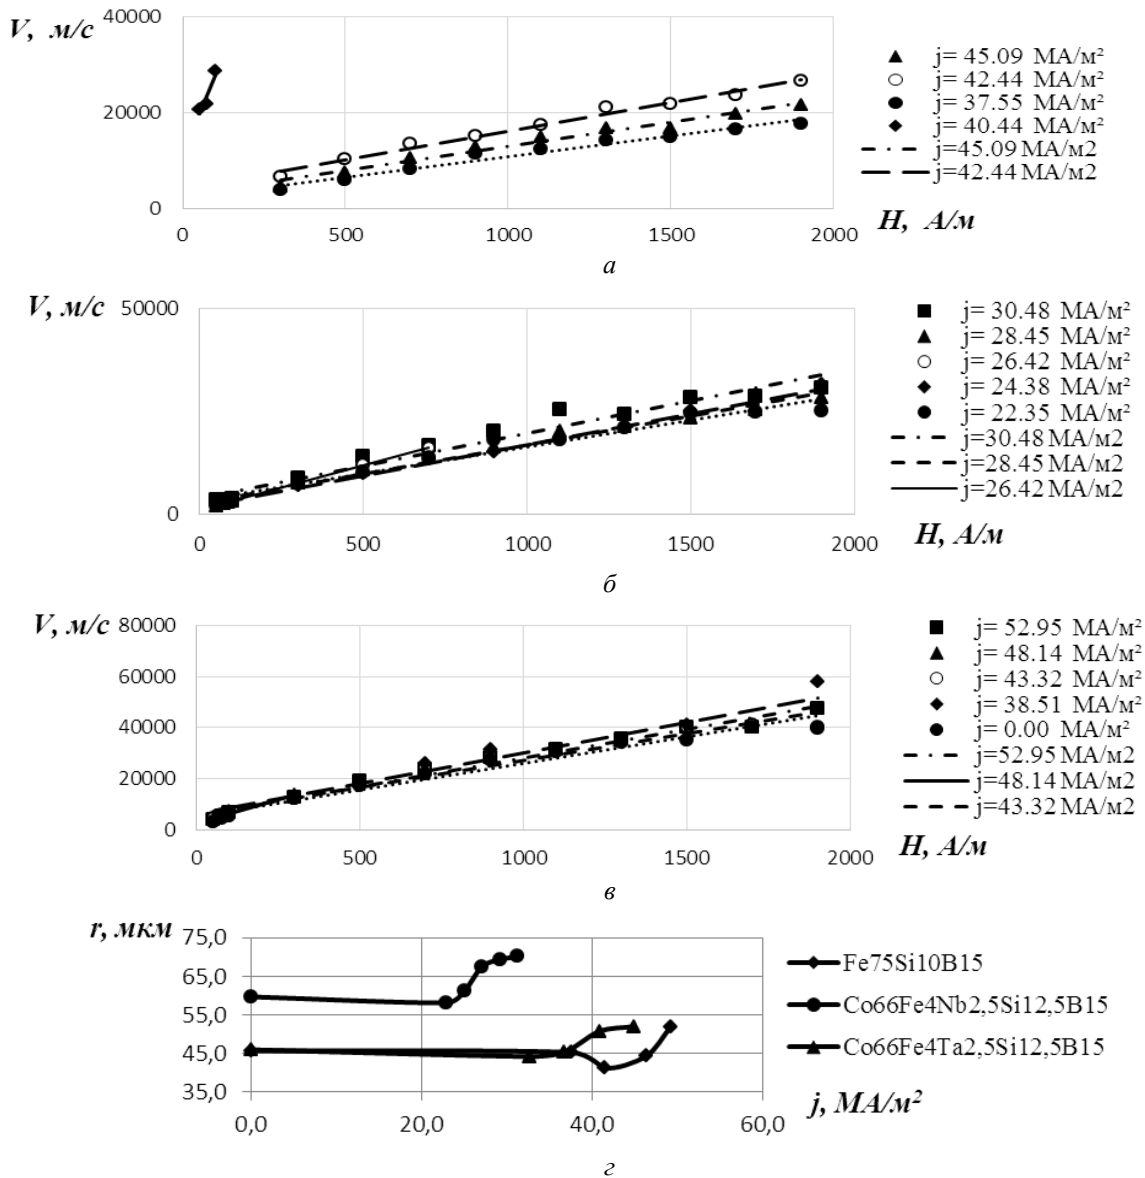 V, м/с
40000
20000
0
0 500 1000 1500 2000
H, А/м
j= 45.09 МА/м²
j= 42.44 МА/м²
j= 37.55 МА/м²
j= 40.44 МА/м²
j=45.09 МА/м2
j=42.44 МА/м2
а
V, м/с
50000
0
0 500 1000 1500 2000
H, А/м
j= 30.48 МА/м²
j= 28.45 МА/м²
j= 26.42 МА/м²
j= 24.38 МА/м²
j= 22.35 МА/м²
j=30.48 МА/м2
j=28.45 МА/м2
j=26.42 МА/м2
б
V, м/с
80000
60000
40000
20000
0
0 500 1000 1500 2000
H, А/м
j= 52.95 МА/м²
j= 48.14 МА/м²
j= 43.32 МА/м²
j= 38.51 МА/м²
j= 0.00 МА/м²
j=52.95 МА/м2
j=48.14 МА/м2
j=43.32 МА/м2
в
r, мкм
75,0
65,0
55,0
45,0
35,0
0,0 20,0 40,0 60,0
j, МА/м²
Fe75Si10B15
Co66Fe4Nb2,5Si12,5B15
Co66Fe4Ta2,5Si12,5B15
г